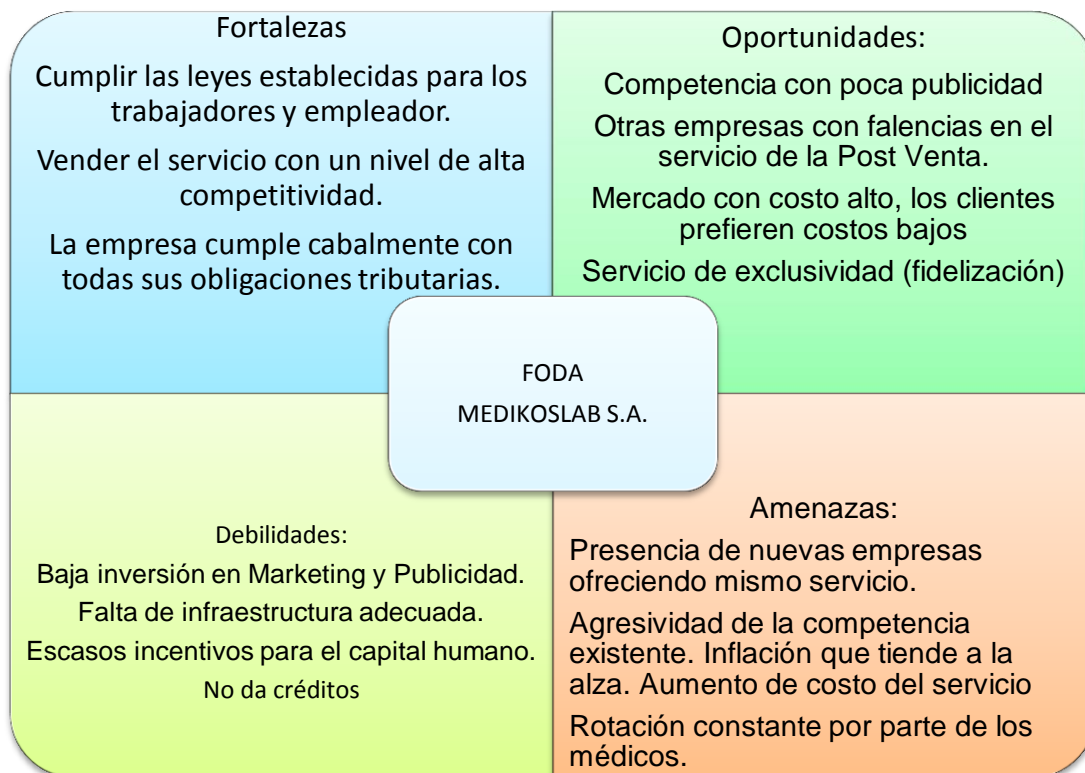 Fortalezas
Cumplir las leyes establecidas para los
trabajadores y empleador.
Vender el servicio con un nivel de alta
competitividad.
La empresa cumple cabalmente con
todas sus obligaciones tributarias.
Oportunidades:
Competencia con poca publicidad
Otras empresas con falencias en el
servicio de la Post Venta.
Mercado con costo alto, los clientes
prefieren costos bajos
Servicio de exclusividad (fidelización)
FODA
MEDIKOSLAB S.A.
Debilidades:
Baja inversión en Marketing y Publicidad.
Falta de infraestructura adecuada.
Escasos incentivos para el capital humano.
No da créditos
Amenazas:
Presencia de nuevas empresas
ofreciendo mismo servicio.
Agresividad de la competencia
existente. Inflación que tiende a la
alza. Aumento de costo del servicio
Rotación constante por parte de los
médicos.